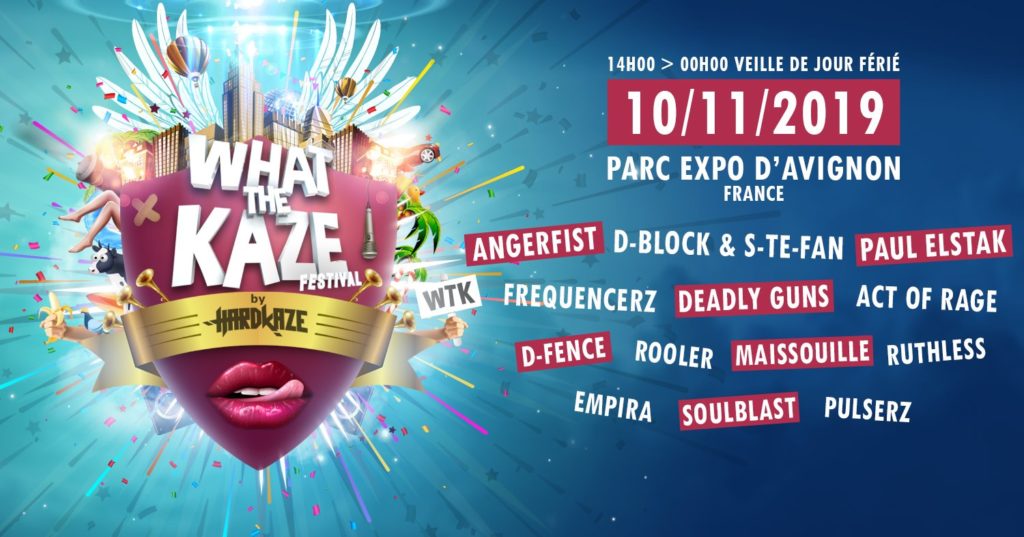 WHAT
THE
KAZE
FESTIVAL
by
HARDKAZE
WTK
14H00 > 00H00 VEILLE DE JOUR FÉRIÉ
10/11/2019
PARC EXPO D'AVIGNON
FRANCE
ANGERFIST D-BLOCK & S-TE-FAN PAUL ELSTAK
FREQUENCERZ DEADLY GUNS ACT OF RAGE
D-FENCE ROOLER MAISSOUILLE RUTHLESS
EMPIRA SOULBLAST PULSERZ